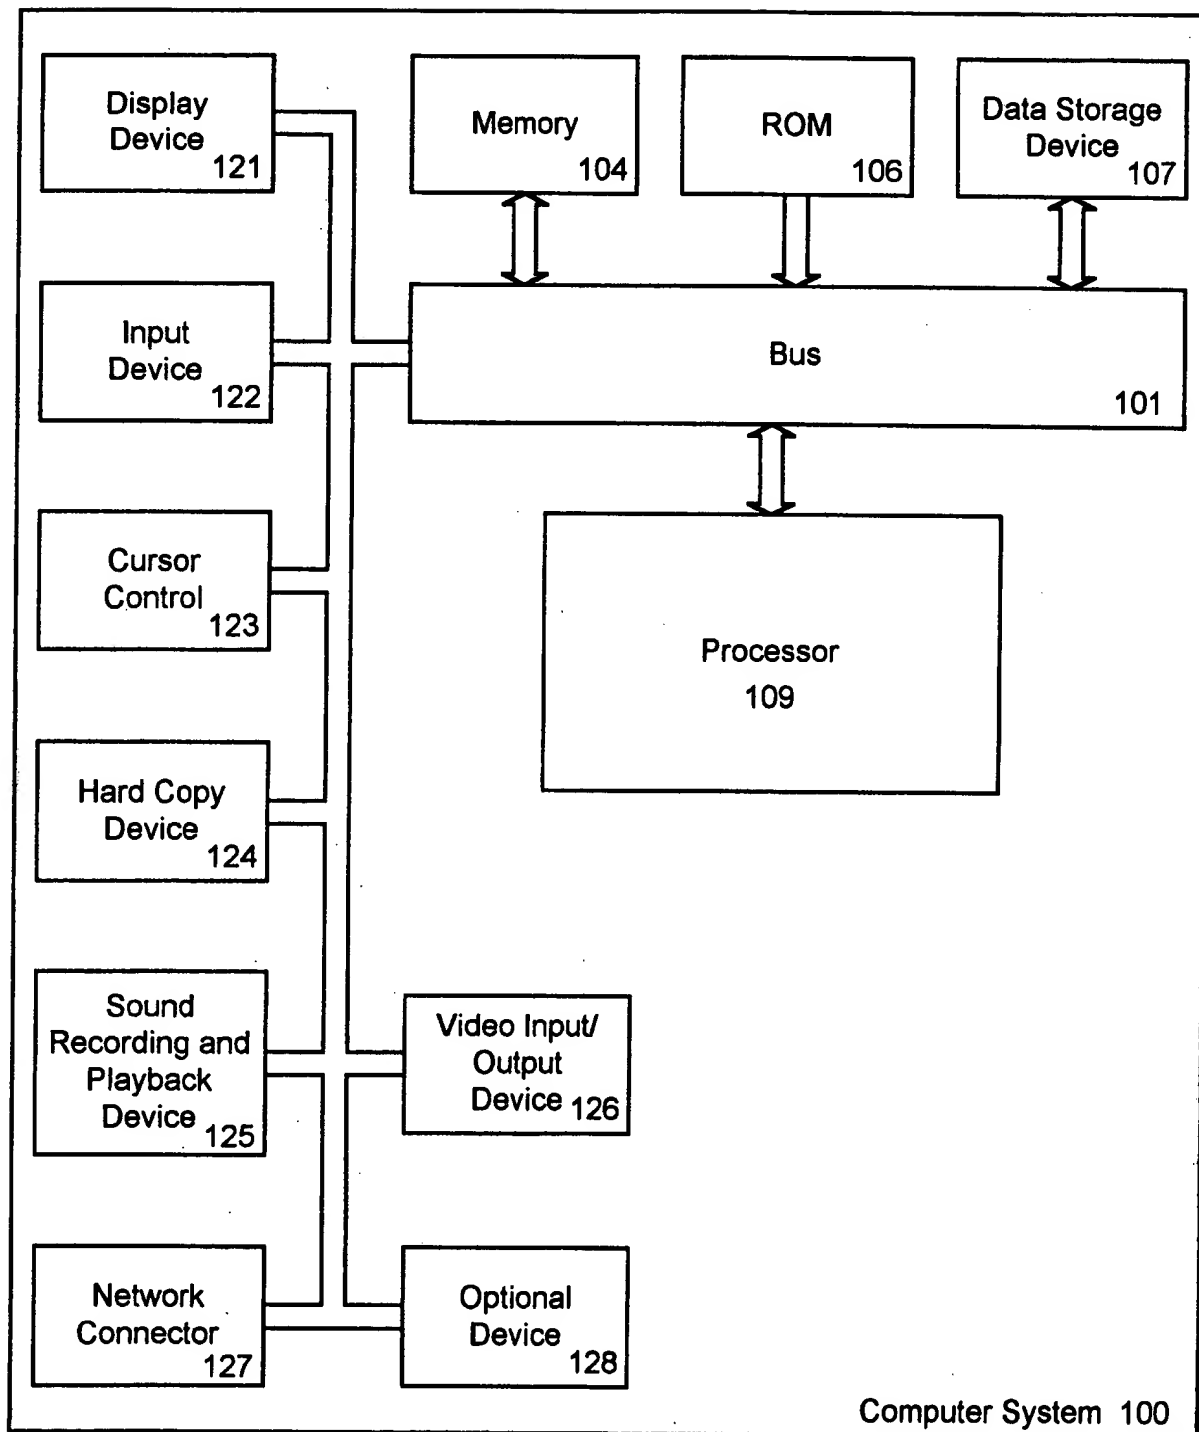 Display
Device
121
Memory
104
ROM
106
Data Storage
Device
107
Input
Device
122
Bus
101
Cursor
Control
123
Processor
109
Hard Copy
Device
124
Sound
Recording and
Playback
Device
125
Video Input/
Output
Device
126
Network
Connector
127
Optional
Device
128
Computer System 100